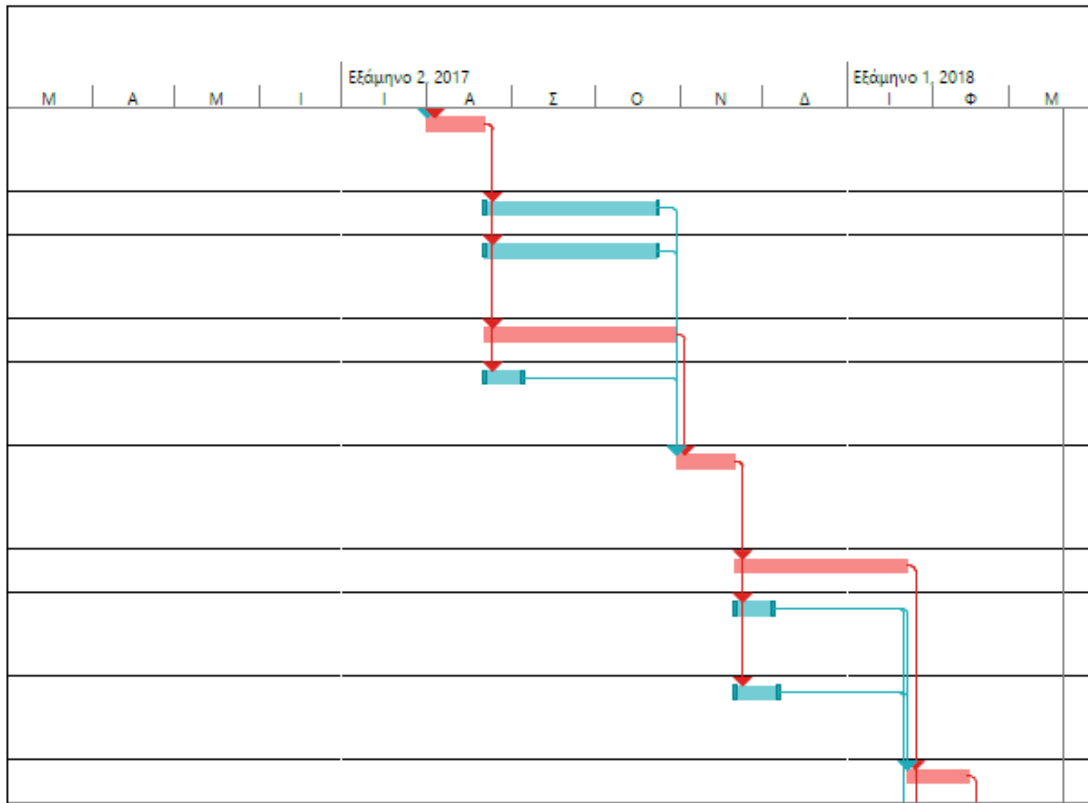 Εξάμηνο 2, 2017 Εξάμηνο 1, 2018
Μ Α Μ Ι Ι Α Σ Ο Ν Δ Ι Φ Μ